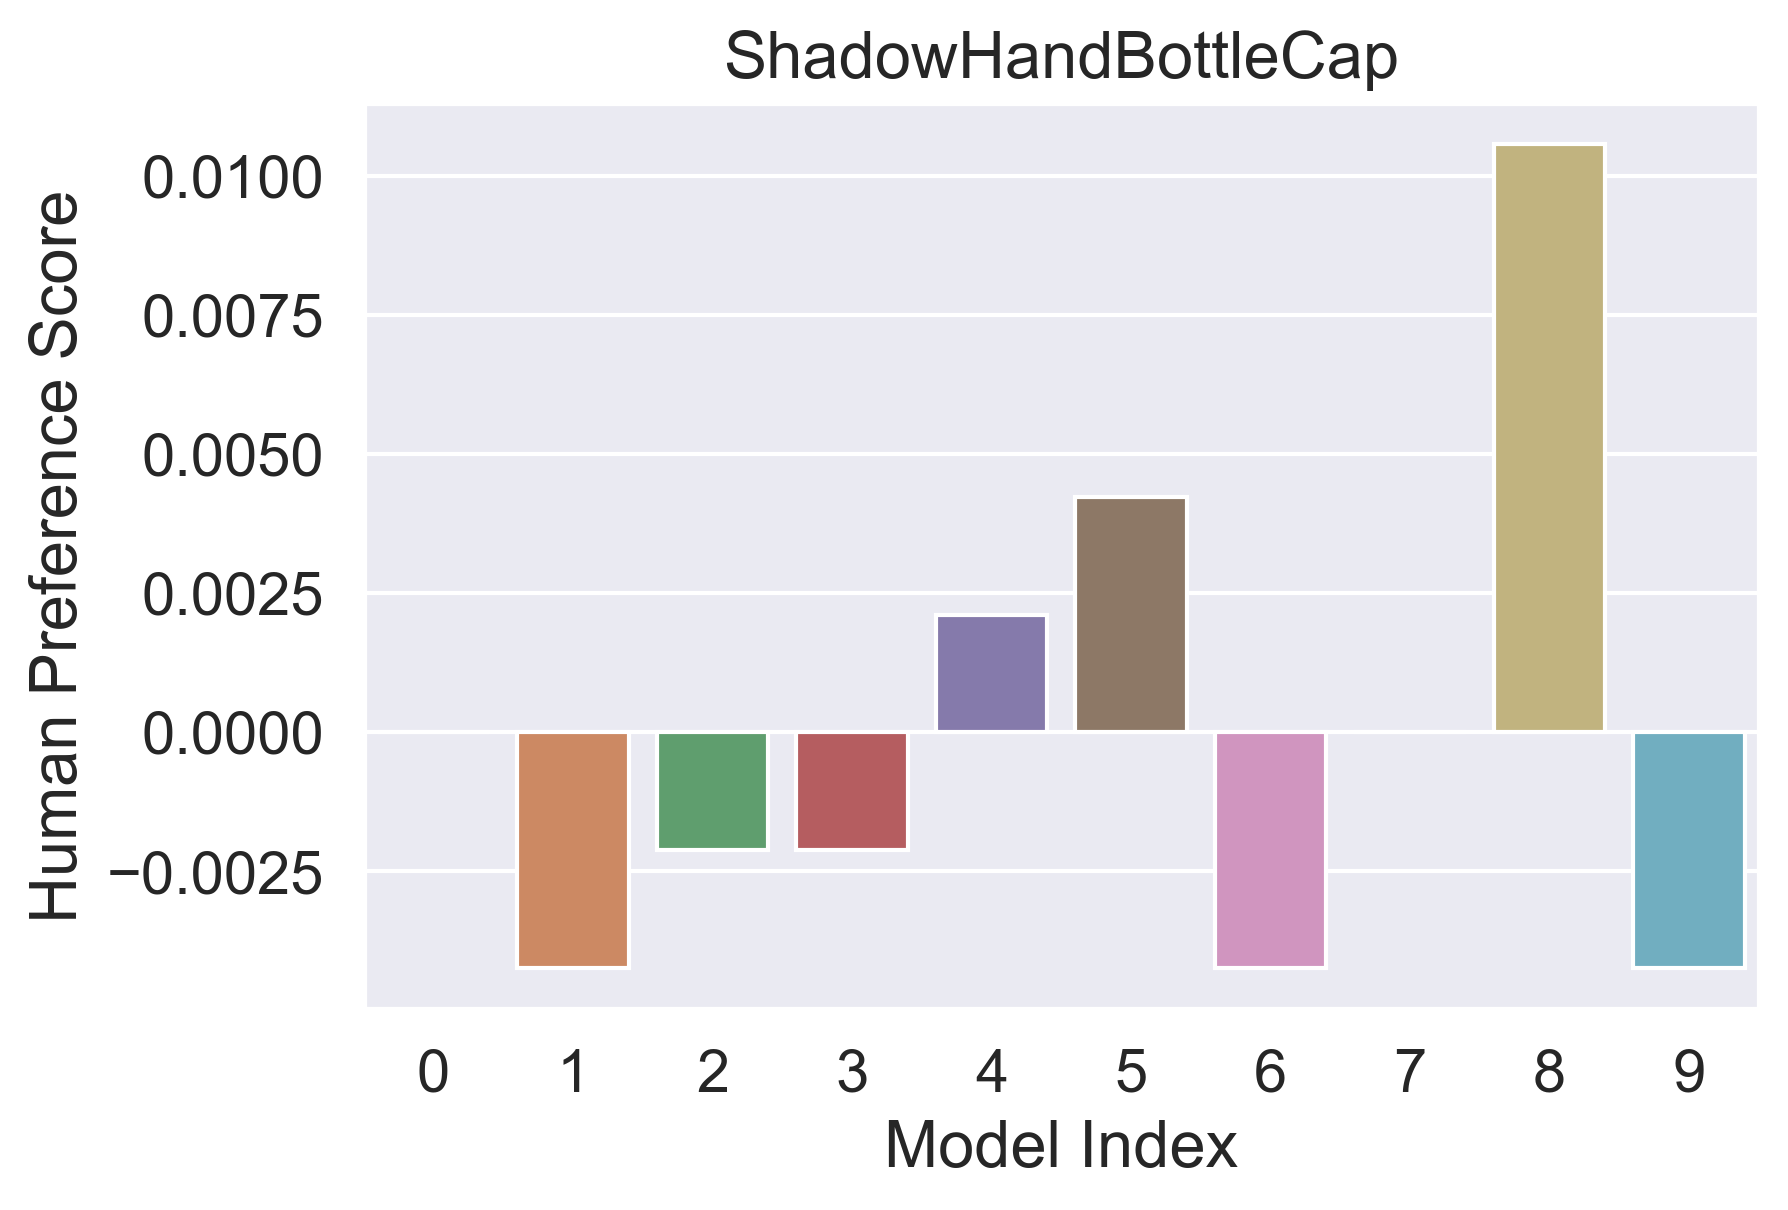 ShadowHandBottleCap
Human Preference Score
0.0100
0.0075
0.0050
0.0025
0.0000
−0.0025
0 1 2 3 4 5 6 7 8 9
Model Index